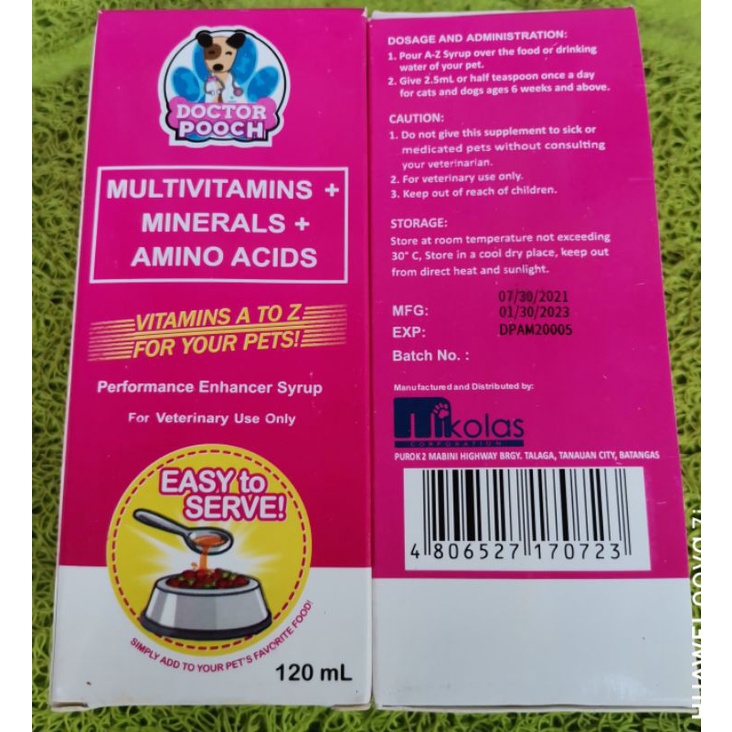 DOCTOR
POOCH
MULTIVITAMINS +
MINERALS +
AMINO ACIDS
VITAMINS A TO Z
FOR YOUR PETS!
Performance Enhancer Syrup
For Veterinary Use Only
EASY to
SERVE!
SIMPLY ADD TO YOUR PET'S FAVORITE FOOD!
120 mL
DOSAGE AND ADMINISTRATION:
1. Pour A-Z Syrup over the food or drinking
water of your pet.
2. Give 2.5mL or half teaspoon once a day
for cats and dogs ages 6 weeks and above.
CAUTION:
1. Do not give this supplement to sick or
medicated pets without consulting
your veterinarian.
2. For veterinary use only.
3. Keep out of reach of children.
STORAGE:
Store at room temperature not exceeding
30° C, Store in a cool dry place, keep out
from direct heat and sunlight.
07/30/2021
MFG: 01/30/2023
EXP: DPAM20005
Batch No. :
Manufactured and Distributed by:
Mikolas
CORPORATION
PUROK 2 MABINI HIGHWAY BRGY. TALAGA, TANAUAN CITY, BATANGAS
4 806527 170723